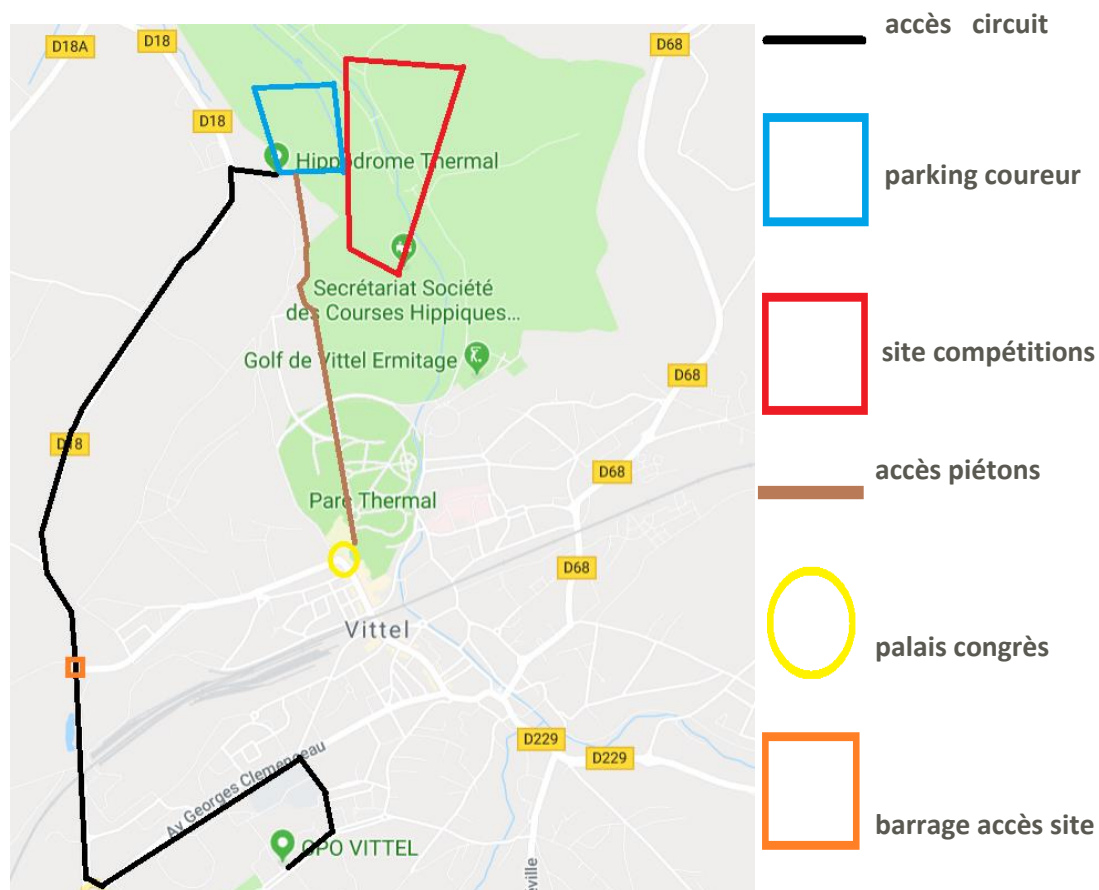 accès circuit
D18A
D18
D68
D18
Hippodrome Thermal
parking coureur
Secrétariat Société
des Courses Hippiques...
site compétitions
Golf de Vittel Ermitage
D68
D18
D68
accès piétons
Parc Thermal
D68
Vittel
palais congrès
D229
D229
Av Georges Clemenceau
barrage accès site
CPO VITTEL